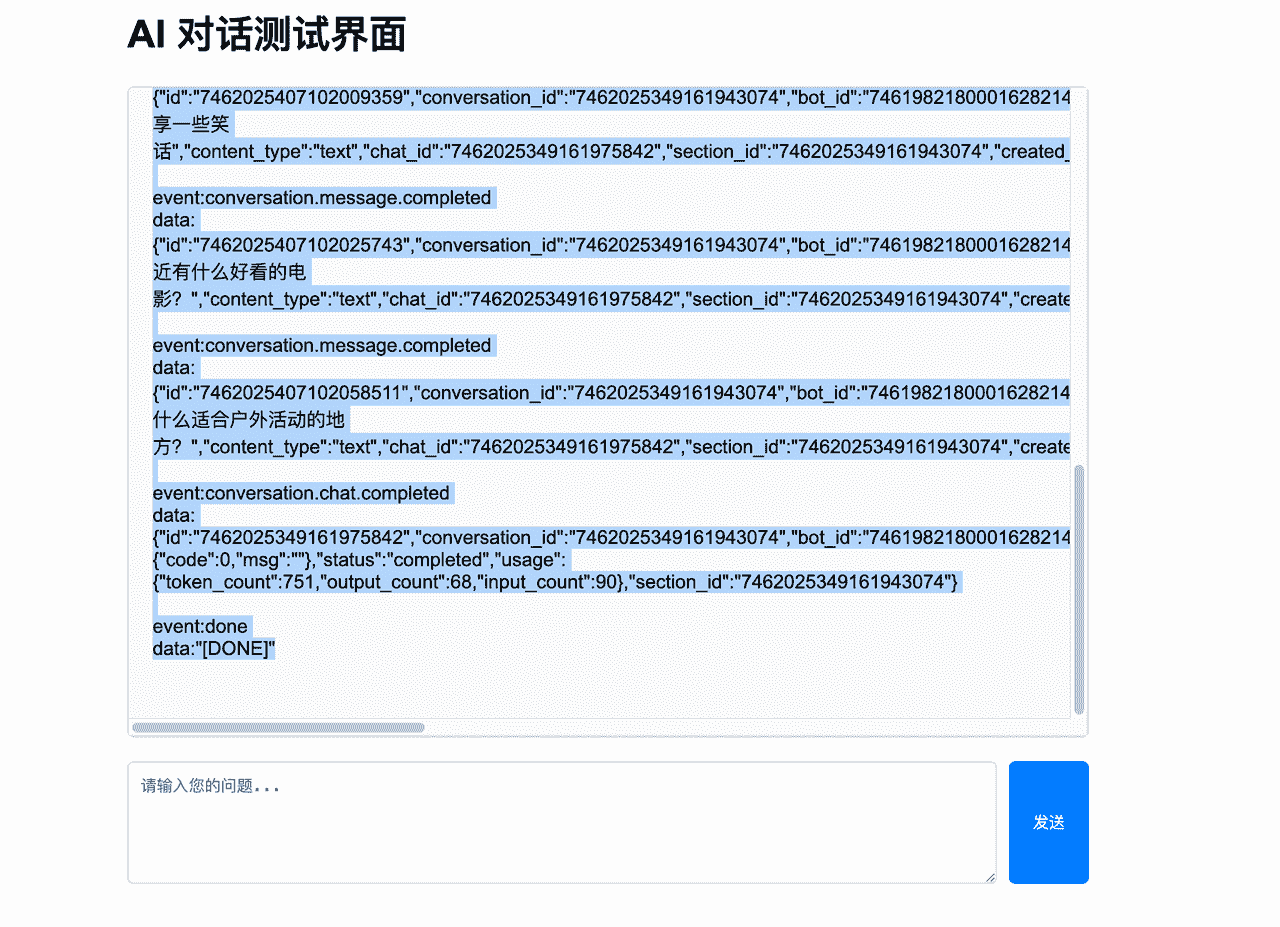 AI 对话测试界面
{"id":"7462025407102009359","conversation_id":"7462025349161943074","bot_id":"7461982180001628214
享一些笑
话","content_type":"text","chat_id":"7462025349161975842","section_id":"7462025349161943074","created_
event:conversation.message.completed
data:
{"id":"7462025407102025743","conversation_id":"7462025349161943074","bot_id":"7461982180001628214
近有什么好看的电
影？","content_type":"text","chat_id":"7462025349161975842","section_id":"7462025349161943074","create
event:conversation.message.completed
data:
{"id":"7462025407102058511","conversation_id":"7462025349161943074","bot_id":"7461982180001628214
什么适合户外活动的地
方？","content_type":"text","chat_id":"7462025349161975842","section_id":"7462025349161943074","create
event:conversation.chat.completed
data:
{"id":"7462025349161975842","conversation_id":"7462025349161943074","bot_id":"7461982180001628214
{"code":0,"msg":""},"status":"completed","usage":
{"token_count":751,"output_count":68,"input_count":90},"section_id":"7462025349161943074"}
event:done
data:"[DONE]"
请输入您的问题...
发送